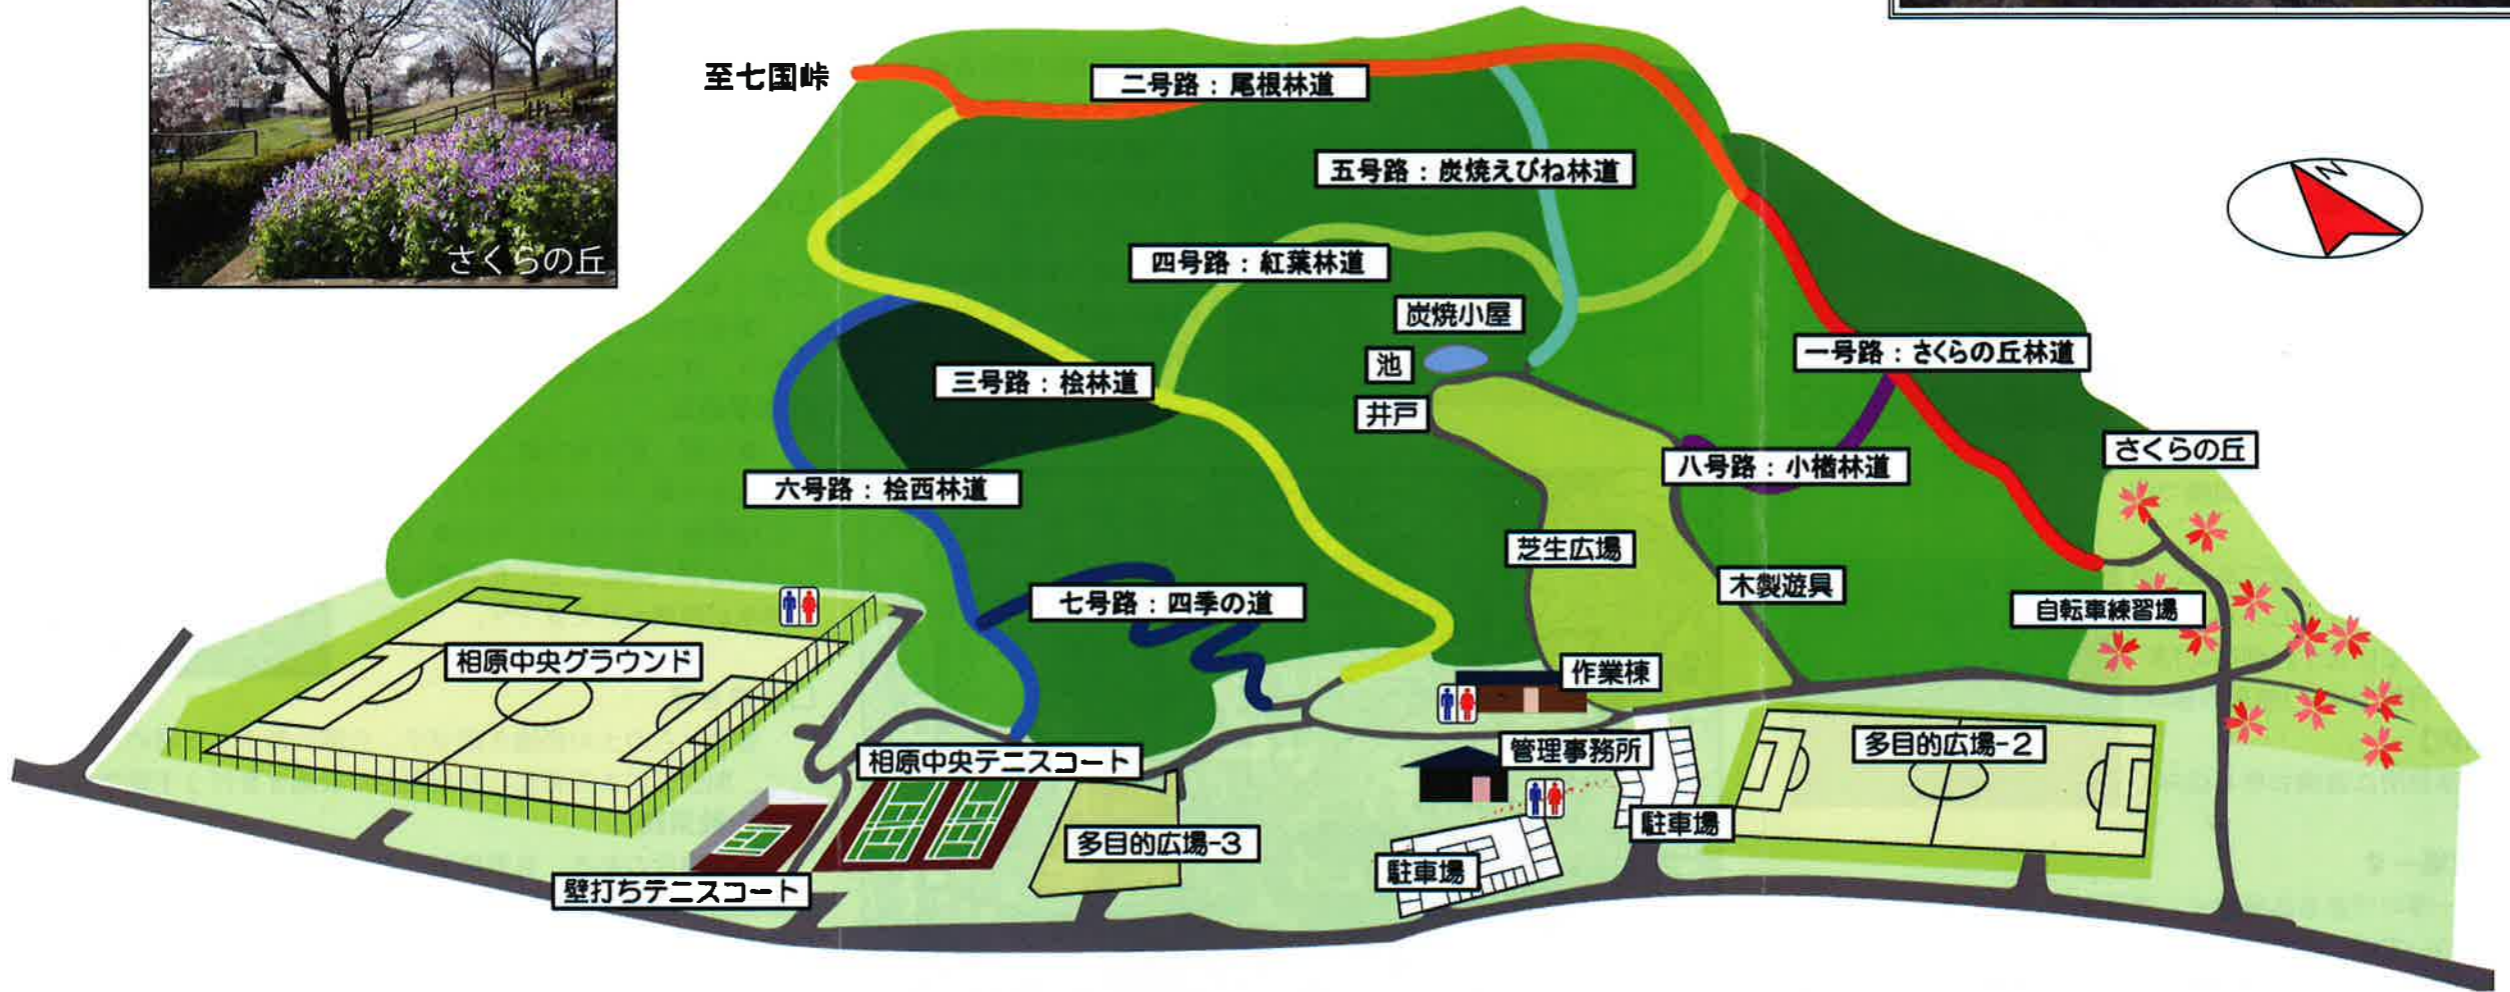 さくらの丘
至七国峠
二号路：尾根林道
五号路：炭焼えびね林道
N
四号路：紅葉林道
炭焼小屋
池
一号路：さくらの丘林道
三号路：桧林道
井戸
さくらの丘
八号路：小楢林道
六号路：桧西林道
芝生広場
木製遊具
七号路：四季の道
自転車練習場
相原中央グラウンド
作業棟
管理事務所
多目的広場-2
相原中央テニスコート
駐車場
多目的広場-3
駐車場
壁打ちテニスコート